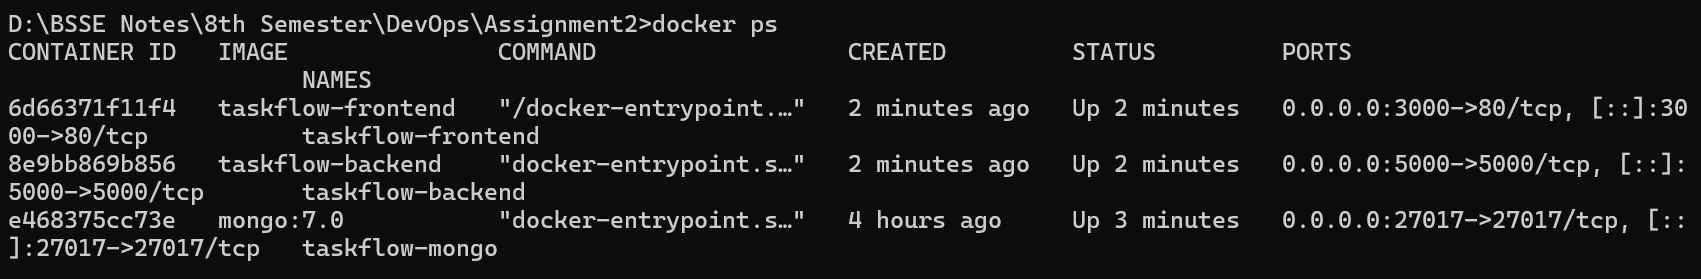 D:\BSSE Notes\8th Semester\DevOps\Assignment2>docker ps
CONTAINER ID   IMAGE               COMMAND                  CREATED         STATUS         PORTS
                     NAMES
6d66371f11f4   taskflow-frontend   "/docker-entrypoint.…"   2 minutes ago   Up 2 minutes   0.0.0.0:3000->80/tcp, [::]:30
00->80/tcp           taskflow-frontend
8e9bb869b856   taskflow-backend    "docker-entrypoint.s…"   2 minutes ago   Up 2 minutes   0.0.0.0:5000->5000/tcp, [::]:
5000->5000/tcp       taskflow-backend
e468375cc73e   mongo:7.0           "docker-entrypoint.s…"   4 hours ago     Up 3 minutes   0.0.0.0:27017->27017/tcp, [::
]:27017->27017/tcp   taskflow-mongo